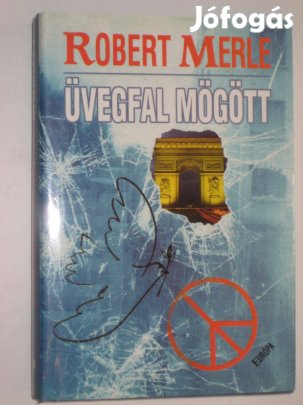 Jófogás
ROBERT MERLE
ÜVEGFAL MÖGÖTT
EURÓPA